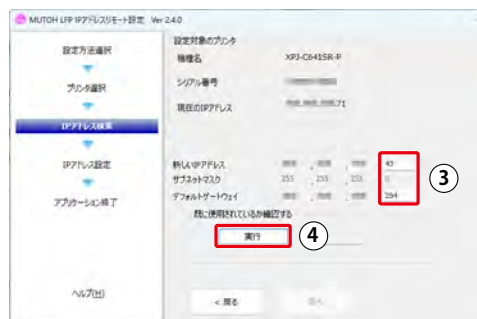 MUTOH LFP IPアドレスリモート設定 Ver 2.4.0
設定方法選択
プリンタ選択
IPアドレス検索
IPアドレス設定
アプリケーション終了
ヘルプ(H)
設定対象のプリンタ
機種名 XPJ-C641SR-P
シリアル番号
現在のIPアドレス .71
新しいIPアドレス . . . 45
サブネットマスク 255 . 255 . 255 . 0
デフォルトゲートウェイ . . . 254
既に使用されているか確認する
実行
③
④
< 戻る